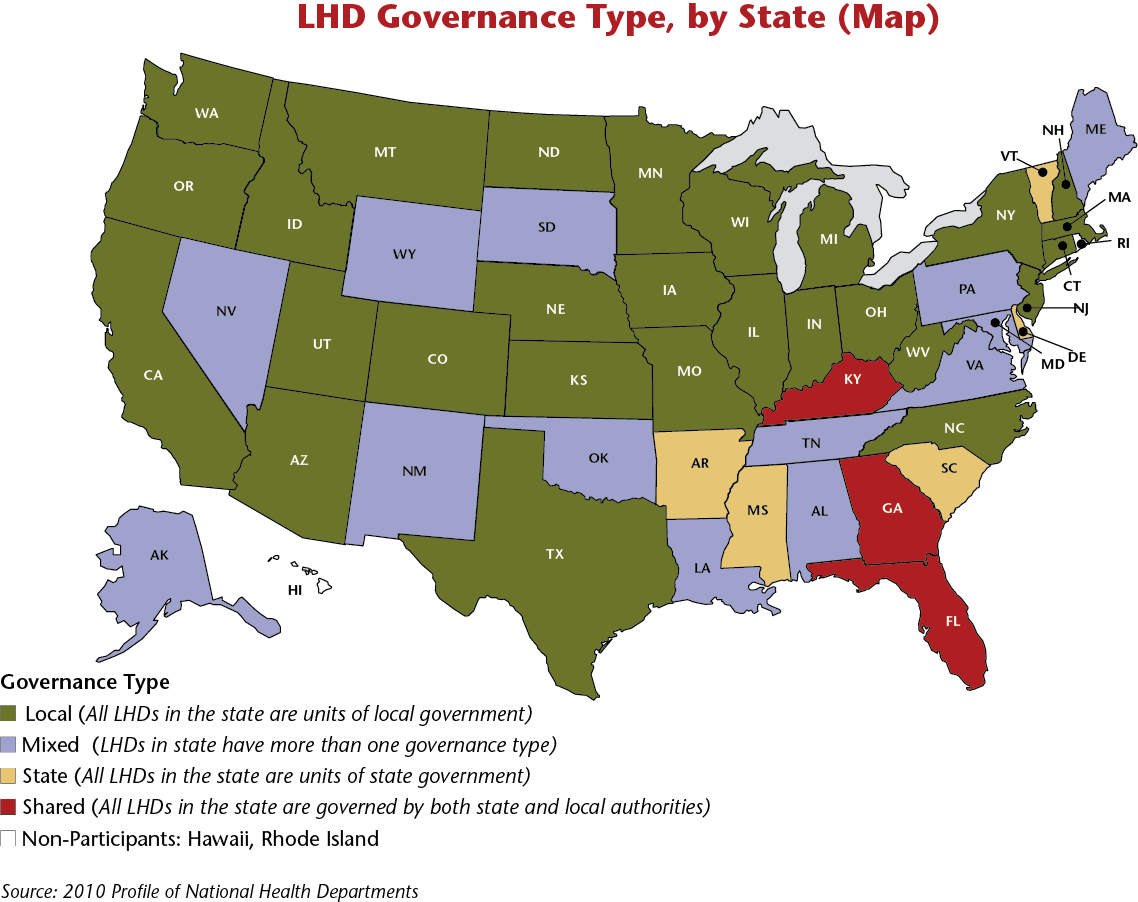 LHD Governance Type, by State (Map)
WA
MT
ND
MN
OR
ID
WY
SD
WI
MI
NY
VT
NH
ME
MA
RI
CT
NJ
DE
MD
PA
NV
UT
CO
NE
IA
IL
IN
OH
WV
VA
CA
KS
MO
KY
NC
AZ
NM
OK
AR
TN
SC
MS
AL
GA
TX
LA
FL
AK
HI
Governance Type
Local (All LHDs in the state are units of local government)
Mixed (LHDs in state have more than one governance type)
State (All LHDs in the state are units of state government)
Shared (All LHDs in the state are governed by both state and local authorities)
Non-Participants: Hawaii, Rhode Island
Source: 2010 Profile of National Health Departments